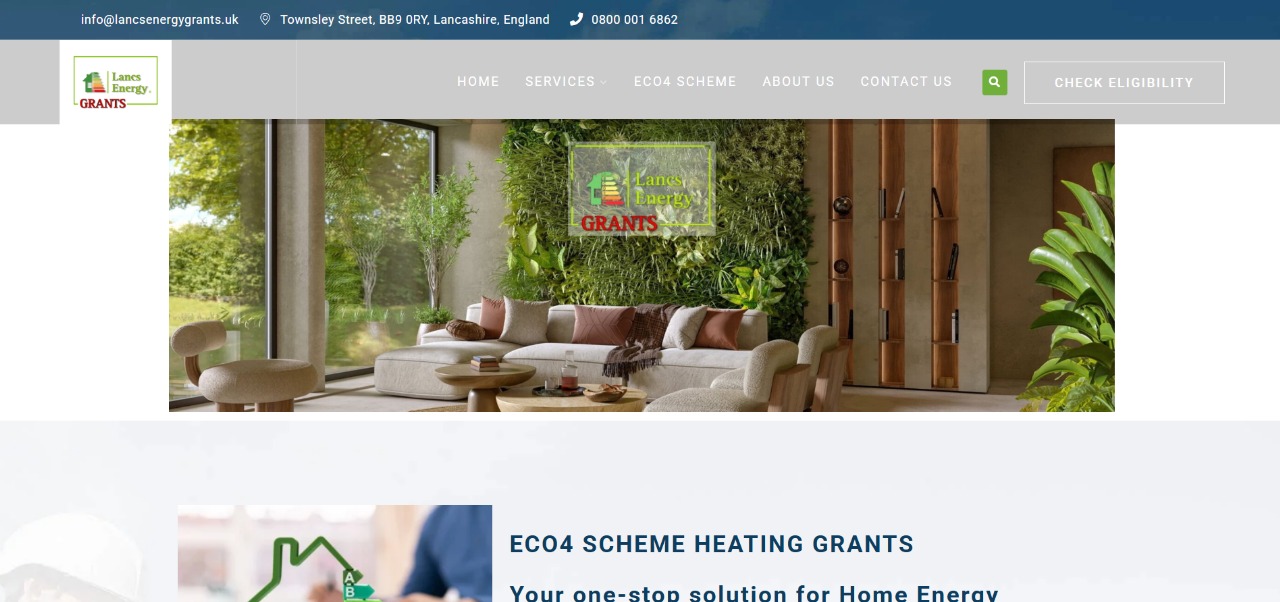 info@lancsenergygrants.uk Townsley Street, BB9 0RY, Lancashire, England 0800 001 6862
Lancs
Energy
GRANTS
HOME SERVICES ECO4 SCHEME ABOUT US CONTACT US CHECK ELIGIBILITY
Lancs
Energy
GRANTS
ECO4 SCHEME HEATING GRANTS
Your one-stop solution for Home Energy
A
B